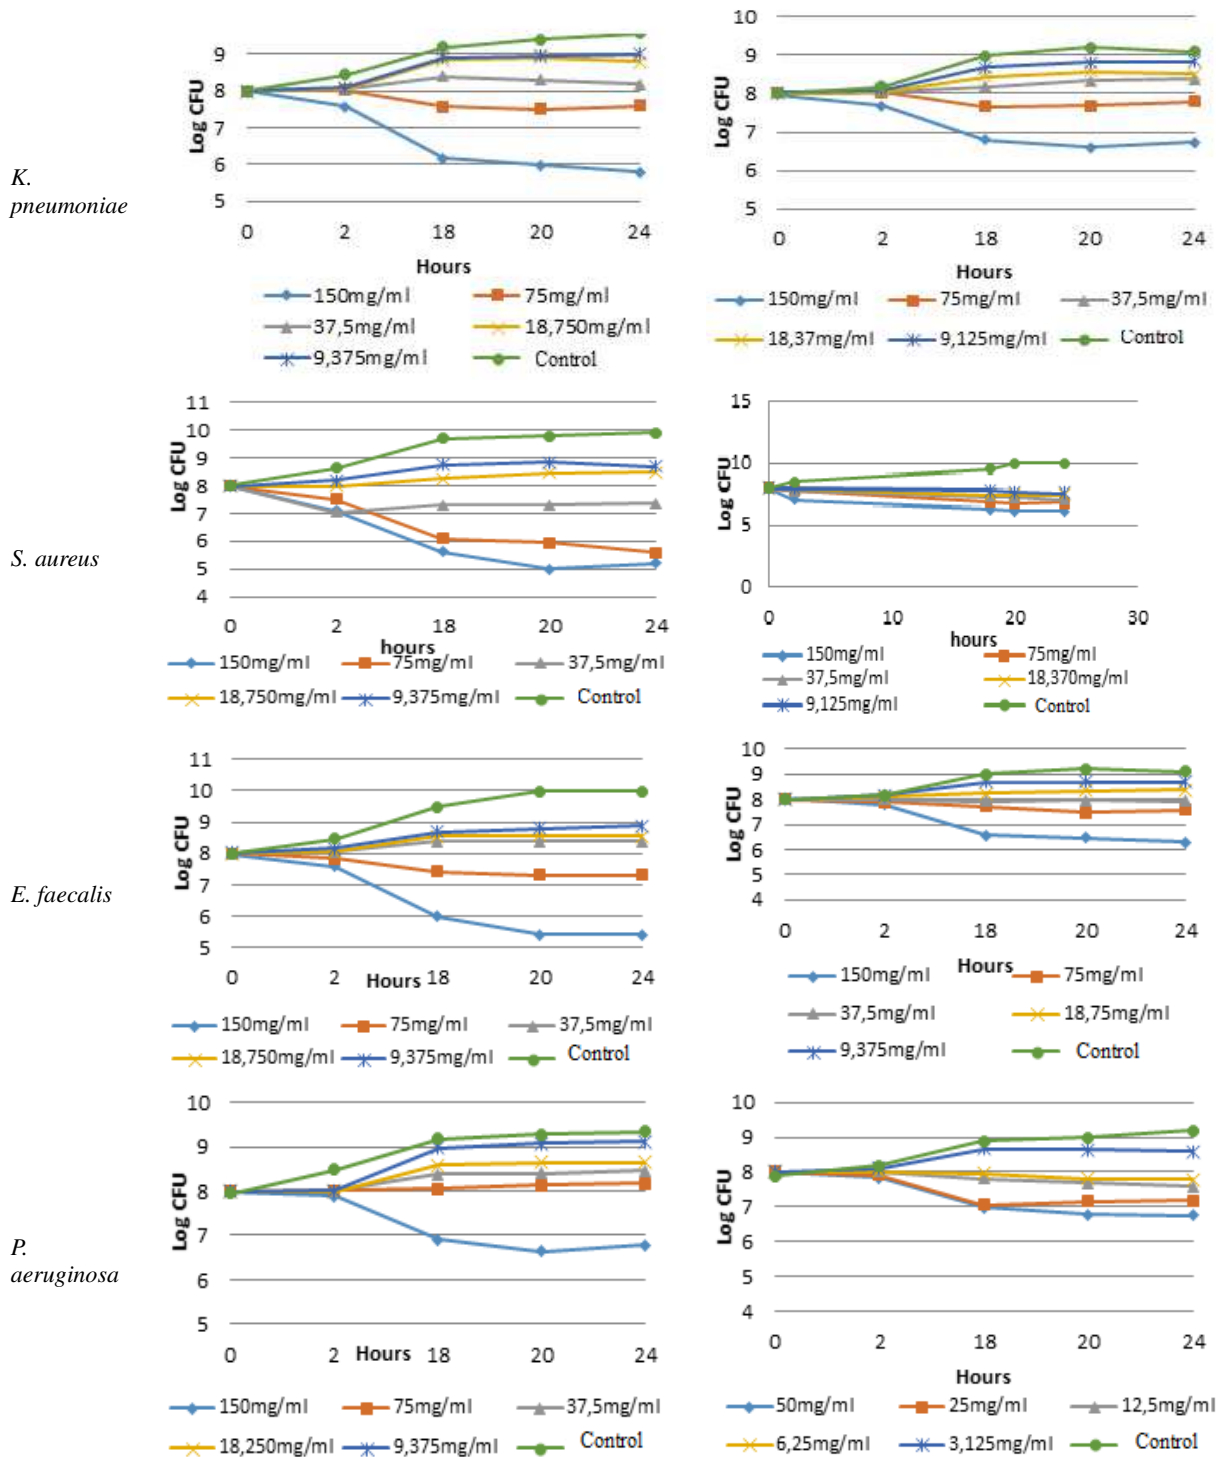 Log CFU
9
8
7
6
5
0 2 18 20 24
Hours
150mg/ml 75mg/ml
37,5mg/ml 18,750mg/ml
9,375mg/ml Control
Log CFU
10
9
8
7
6
5
0 2 18 20 24
Hours
150mg/ml 75mg/ml 37,5mg/ml
18,37mg/ml 9,125mg/ml Control
K.
pneumoniae
Log CFU
11
10
9
8
7
6
5
4
0 2 18 20 24
hours
150mg/ml 75mg/ml 37,5mg/ml
18,750mg/ml 9,375mg/ml Control
Log CFU
15
10
5
0
0 10 20 30
hours
150mg/ml 75mg/ml
37,5mg/ml 18,370mg/ml
9,125mg/ml Control
S. aureus
Log CFU
11
10
9
8
7
6
5
0 2 18 20 24
Hours
150mg/ml 75mg/ml 37,5mg/ml
18,750mg/ml 9,375mg/ml Control
Log CFU
10
9
8
7
6
5
4
0 2 18 20 24
Hours
150mg/ml 75mg/ml
37,5mg/ml 18,75mg/ml
9,375mg/ml Control
E. faecalis
Log CFU
10
9
8
7
6
5
0 2 18 20 24
Hours
150mg/ml 75mg/ml 37,5mg/ml
18,250mg/ml 9,375mg/ml Control
Log CFU
10
9
8
7
6
5
4
0 2 18 20 24
Hours
50mg/ml 25mg/ml 12,5mg/ml
6,25mg/ml 3,125mg/ml Control
P.
aeruginosa